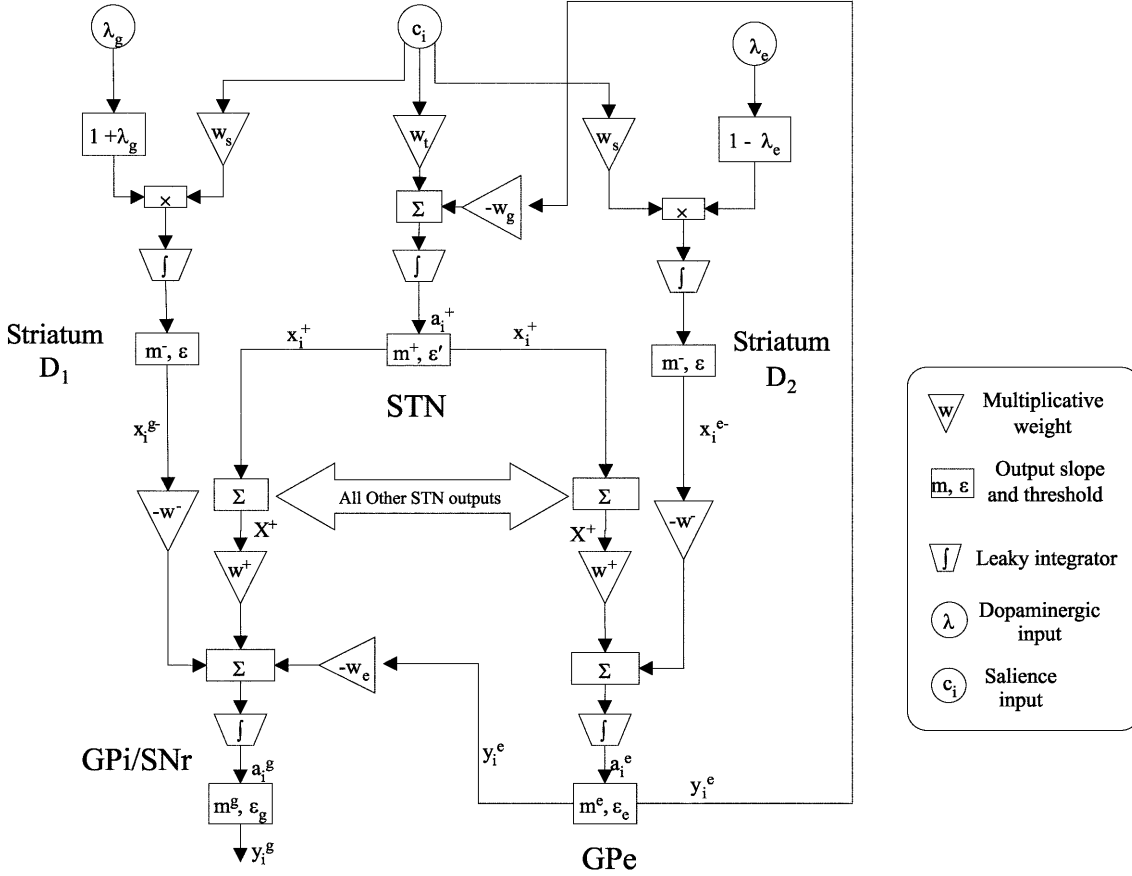 λg
ci
λe
1 +λg
ws
wt
ws
1 - λe
×
Σ
-wg
×
∫
∫
∫
Striatum
D1
m-, ε
xi+
ai+
m+, ε′
xi+
m-, ε
Striatum
D2
STN
xig-
xie-
Σ
All Other STN outputs
Σ
-w-
X+
X+
-w-
w+
w+
Σ
-we
Σ
∫
∫
GPi/SNr
aig
yie
aie
yie
mg, εg
me, εe
yig
GPe
w
Multiplicative
weight
m, ε
Output slope
and threshold
∫
Leaky integrator
λ
Dopaminergic
input
ci
Salience
input